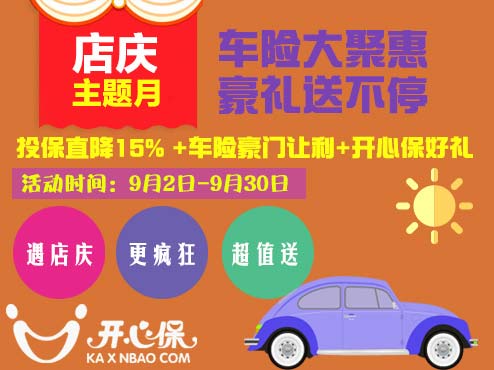 店庆
主题月
车险大聚惠
豪礼送不停
投保直降15% +车险豪门让利+开心保好礼
活动时间：9月2日-9月30日
遇店庆
更疯狂
超值送
开心保
KA X NBAO COM